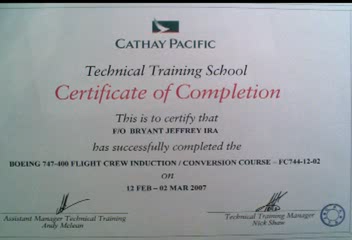 CATHAY PACIFIC
Technical Training School
Certificate of Completion
This is to certify that
F/O BRYANT JEFFREY IRA
has successfully completed the
BOEING 747-400 FLIGHT CREW INDUCTION / CONVERSION COURSE – FC744-12-02
on
12 FEB – 02 MAR 2007
Assistant Manager Technical Training
Andy Mclean
Technical Training Manager
Nick Shaw